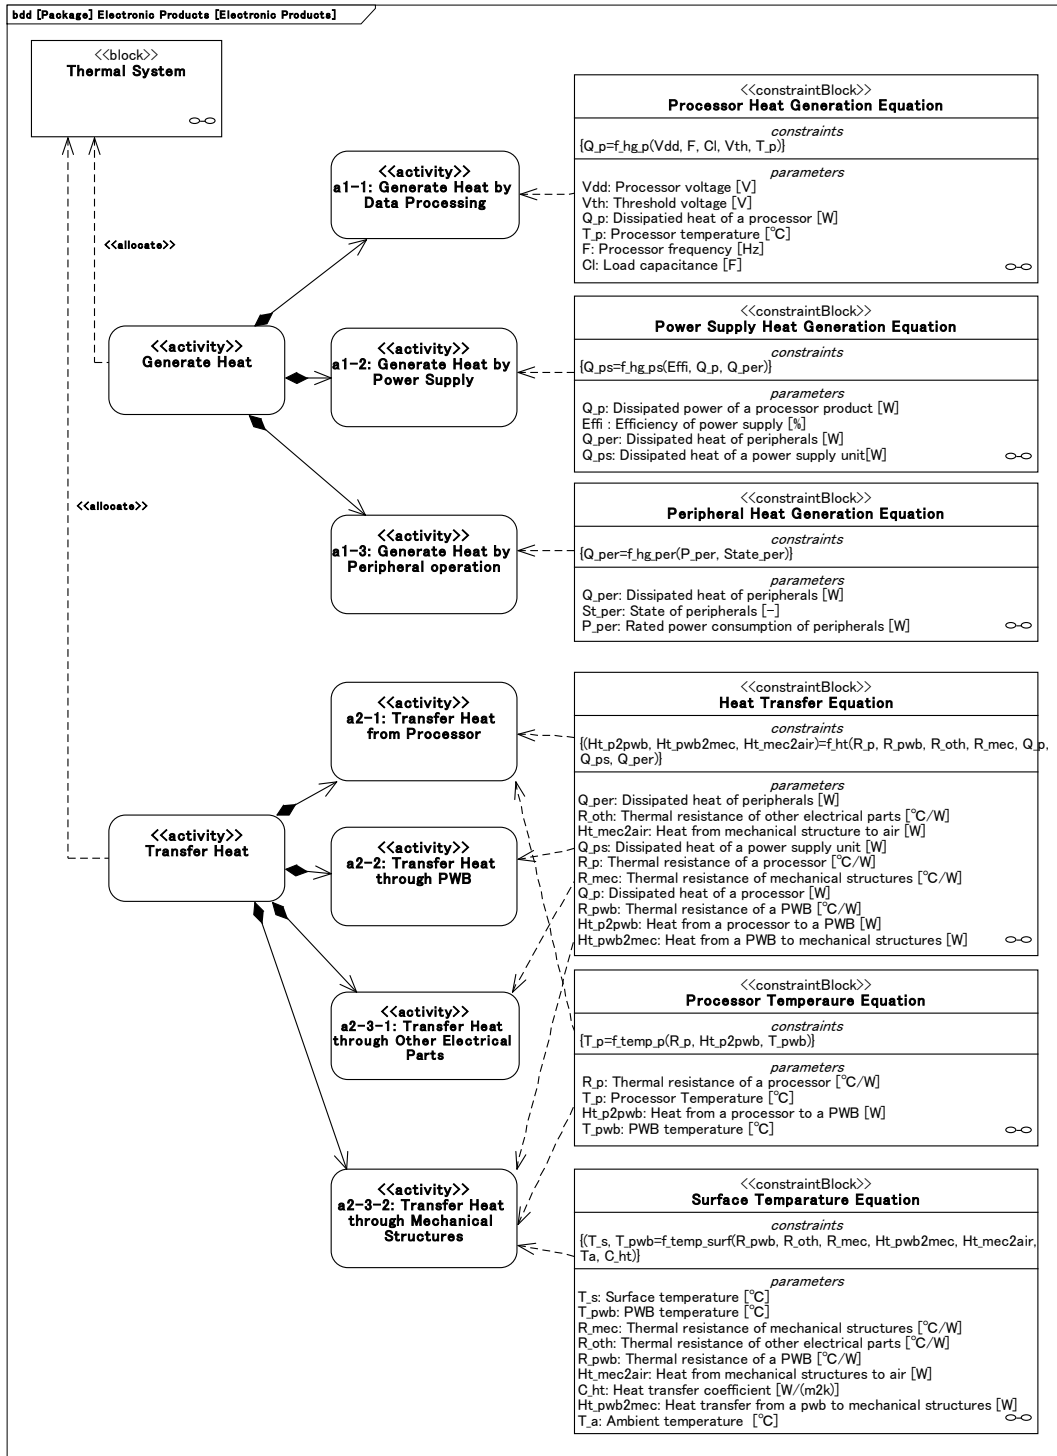 bdd [Package] Electronic Products [Electronic Products]
<<block>>
Thermal System
<<allocate>>
<<allocate>>
<<activity>>
Generate Heat
<<activity>>
a1-1: Generate Heat by
Data Processing
<<activity>>
a1-2: Generate Heat by
Power Supply
<<activity>>
a1-3: Generate Heat by
Peripheral operation
<<constraintBlock>>
Processor Heat Generation Equation
constraints
{Q_p=f_hg_p(Vdd, F, Cl, Vth, T_p)}
parameters
Vdd: Processor voltage [V]
Vth: Threshold voltage [V]
Q_p: Dissipatied heat of a processor [W]
T_p: Processor temperature [℃]
F: Processor frequency [Hz]
Cl: Load capacitance [F]
<<constraintBlock>>
Power Supply Heat Generation Equation
constraints
{Q_ps=f_hg_ps(Effi, Q_p, Q_per)}
parameters
Q_p: Dissipated power of a processor product [W]
Effi : Efficiency of power supply [%]
Q_per: Dissipated heat of peripherals [W]
Q_ps: Dissipated heat of a power supply unit[W]
<<constraintBlock>>
Peripheral Heat Generation Equation
constraints
{Q_per=f_hg_per(P_per, State_per)}
parameters
Q_per: Dissipated heat of peripherals [W]
St_per: State of peripherals [-]
P_per: Rated power consumption of peripherals [W]
<<activity>>
Transfer Heat
<<activity>>
a2-1: Transfer Heat
from Processor
<<activity>>
a2-2: Transfer Heat
through PWB
<<activity>>
a2-3-1: Transfer Heat
through Other Electrical
Parts
<<activity>>
a2-3-2: Transfer Heat
through Mechanical
Structures
<<constraintBlock>>
Heat Transfer Equation
constraints
{(Ht_p2pwb, Ht_pwb2mec, Ht_mec2air)=f_ht(R_p, R_pwb, R_oth, R_mec, Q_p,
Q_ps, Q_per)}
parameters
Q_per: Dissipated heat of peripherals [W]
R_oth: Thermal resistance of other electrical parts [℃/W]
Ht_mec2air: Heat from mechanical structure to air [W]
Q_ps: Dissipated heat of a power supply unit [W]
R_p: Thermal resistance of a processor [℃/W]
R_mec: Thermal resistance of mechanical structures [℃/W]
Q_p: Dissipated heat of a processor [W]
R_pwb: Thermal resistance of a PWB [℃/W]
Ht_p2pwb: Heat from a processor to a PWB [W]
Ht_pwb2mec: Heat from a PWB to mechanical structures [W]
<<constraintBlock>>
Processor Temperaure Equation
constraints
{T_p=f_temp_p(R_p, Ht_p2pwb, T_pwb)}
parameters
R_p: Thermal resistance of a processor [℃/W]
T_p: Processor Temperature [℃]
Ht_p2pwb: Heat from a processor to a PWB [W]
T_pwb: PWB temperature [℃]
<<constraintBlock>>
Surface Temparature Equation
constraints
{(T_s, T_pwb=f_temp_surf(R_pwb, R_oth, R_mec, Ht_pwb2mec, Ht_mec2air,
Ta, C_ht)}
parameters
T_s: Surface temperature [℃]
T_pwb: PWB temperature [℃]
R_mec: Thermal resistance of mechanical structures [℃/W]
R_oth: Thermal resistance of other electrical parts [℃/W]
R_pwb: Thermal resistance of a PWB [℃/W]
Ht_mec2air: Heat from mechanical structures to air [W]
C_ht: Heat transfer coefficient [W/(m2k)]
Ht_pwb2mec: Heat transfer from a pwb to mechanical structures [W]
T_a: Ambient temperature [℃]